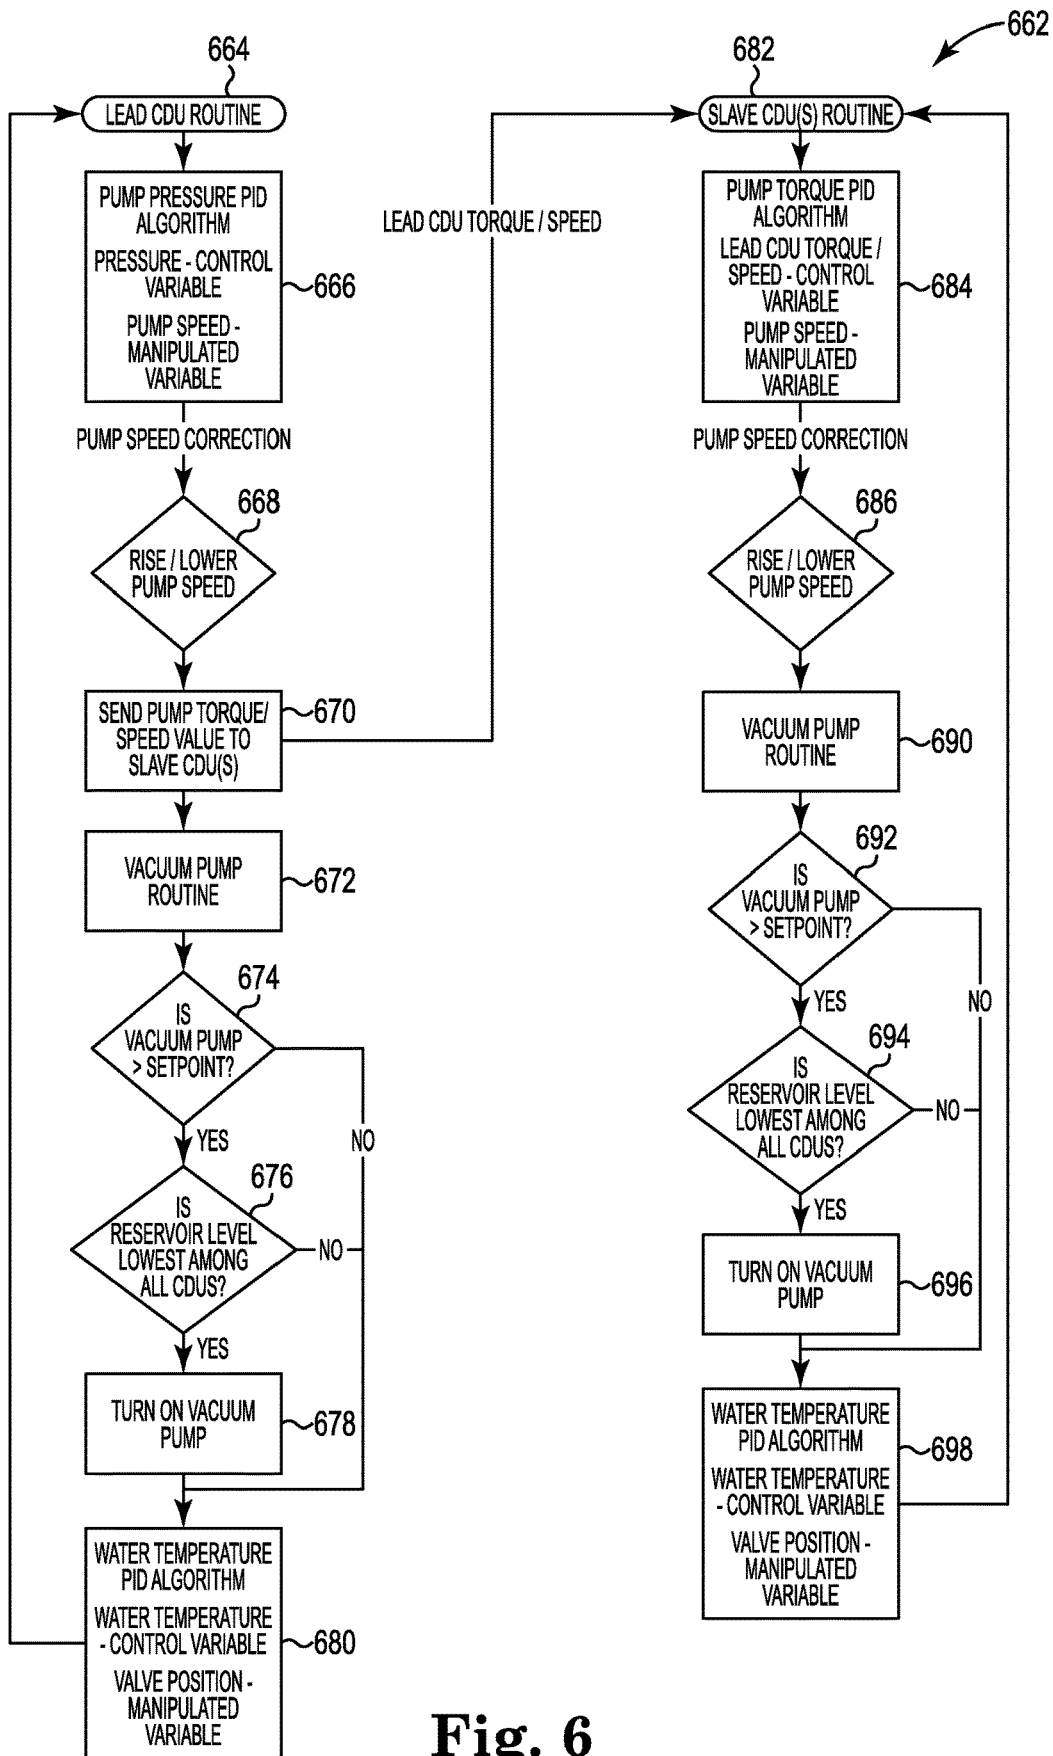 662
664
LEAD CDU ROUTINE
PUMP PRESSURE PID
ALGORITHM
PRESSURE - CONTROL
VARIABLE
PUMP SPEED -
MANIPULATED
VARIABLE
666
PUMP SPEED CORRECTION
668
RISE / LOWER
PUMP SPEED
SEND PUMP TORQUE/
SPEED VALUE TO
SLAVE CDU(S)
670
VACUUM PUMP
ROUTINE
672
674
IS
VACUUM PUMP
> SETPOINT?
YES
NO
676
IS
RESERVOIR LEVEL
LOWEST AMONG
ALL CDUS?
NO
YES
TURN ON VACUUM
PUMP
678
WATER TEMPERATURE
PID ALGORITHM
WATER TEMPERATURE
- CONTROL VARIABLE
VALVE POSITION -
MANIPULATED
VARIABLE
680
LEAD CDU TORQUE / SPEED
682
SLAVE CDU(S) ROUTINE
PUMP TORQUE PID
ALGORITHM
LEAD CDU TORQUE /
SPEED - CONTROL
VARIABLE
PUMP SPEED -
MANIPULATED
VARIABLE
684
PUMP SPEED CORRECTION
686
RISE / LOWER
PUMP SPEED
VACUUM PUMP
ROUTINE
690
692
IS
VACUUM PUMP
> SETPOINT?
YES
NO
694
IS
RESERVOIR LEVEL
LOWEST AMONG
ALL CDUS?
NO
YES
TURN ON VACUUM
PUMP
696
WATER TEMPERATURE
PID ALGORITHM
WATER TEMPERATURE
- CONTROL VARIABLE
VALVE POSITION -
MANIPULATED
VARIABLE
698
Fig. 6